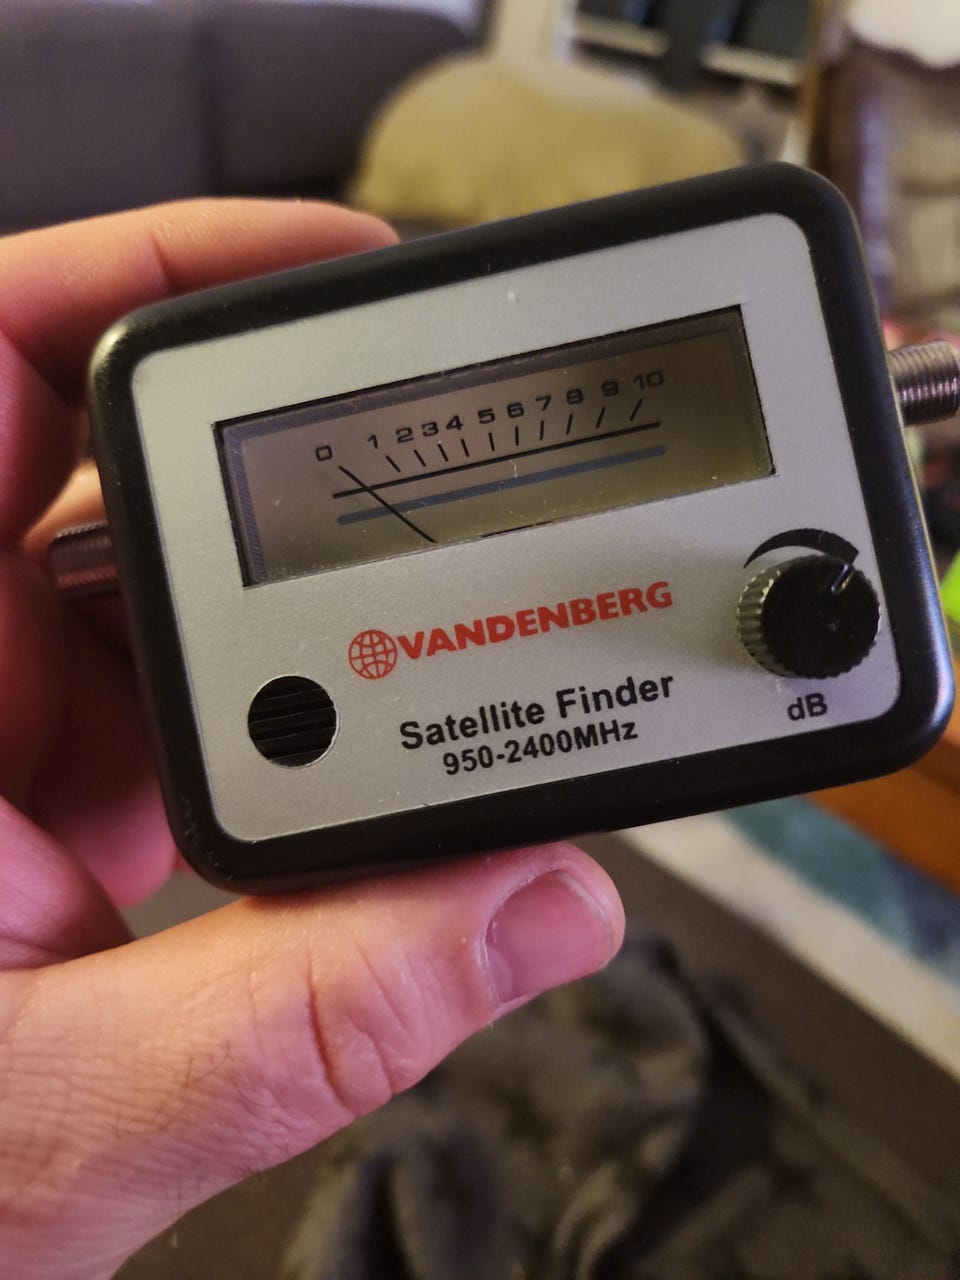 0 1 2 3 4 5 6 7 8 9 10
VANDENBERG
Satellite Finder
950-2400MHz
dB